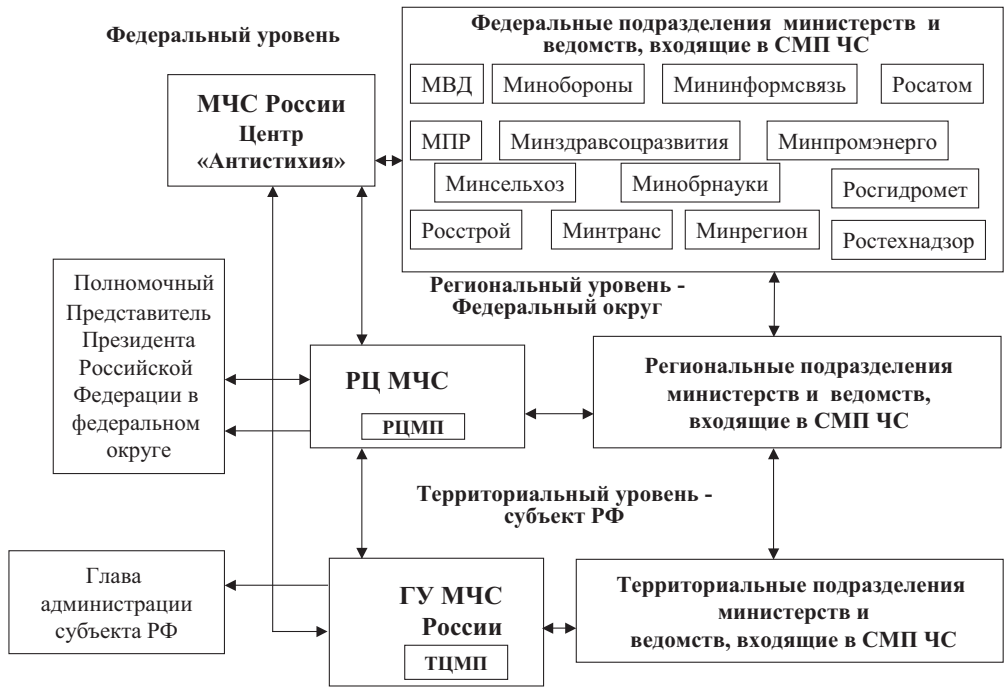 Федеральный уровень
Федеральные подразделения министерств и
ведомств, входящие в СМП ЧС
МВД
Минобороны
Мининформсвязь
Росатом
МПР
Минздравсоцразвития
Минпромэнерго
Минсельхоз
Минобрнауки
Росгидромет
Росстрой
Минтранс
Минрегион
Ростехнадзор
МЧС России
Центр
«Антистихия»
Региональный уровень -
Федеральный округ
Полномочный
Представитель
Президента
Российской
Федерации в
федеральном
округе
РЦ МЧС
РЦМП
Региональные подразделения
министерств и ведомств,
входящие в СМП ЧС
Территориальный уровень -
субъект РФ
Глава
администрации
субъекта РФ
ГУ МЧС
России
ТЦМП
Территориальные подразделения
министерств и
ведомств, входящие в СМП ЧС